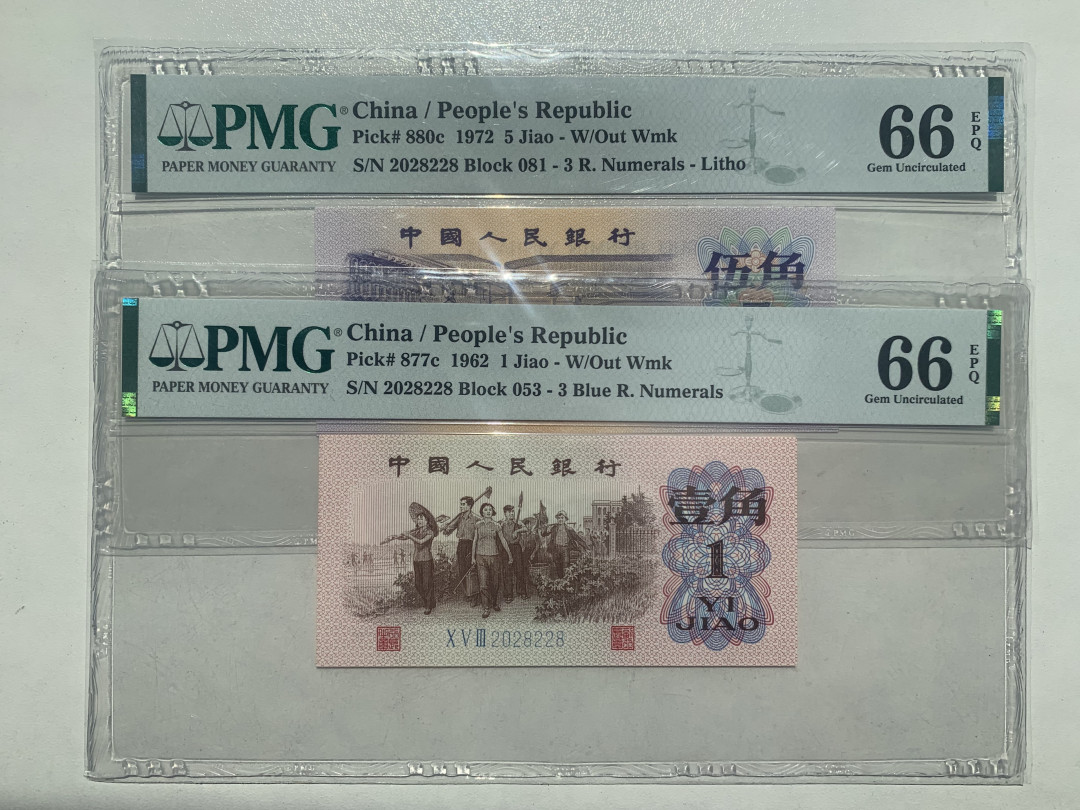 PMG®
PAPER MONEY GUARANTY
China / People's Republic
Pick# 880c 1972 5 Jiao - W/Out Wmk
S/N 2028228 Block 081 - 3 R. Numerals - Litho
66
EPQ
Gem Uncirculated
中國人民銀行
伍角
PMG®
PAPER MONEY GUARANTY
China / People's Republic
Pick# 877c 1962 1 Jiao - W/Out Wmk
S/N 2028228 Block 053 - 3 Blue R. Numerals
66
EPQ
Gem Uncirculated
中國人民銀行
壹角
1
YI
JIAO
X V III 2028228